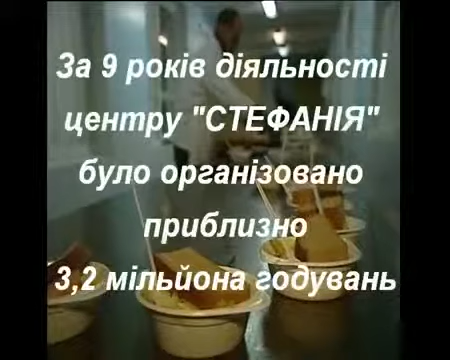 За 9 років діяльності
центру "СТЕФАНІЯ"
було організовано
приблизно
3,2 мільйона годувань